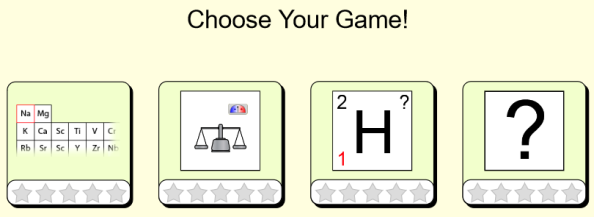 Choose Your Game!
Na Mg
K Ca Sc Ti V Cr
Rb Sr Sc Y Zr Nb
2 ?
H
1
?